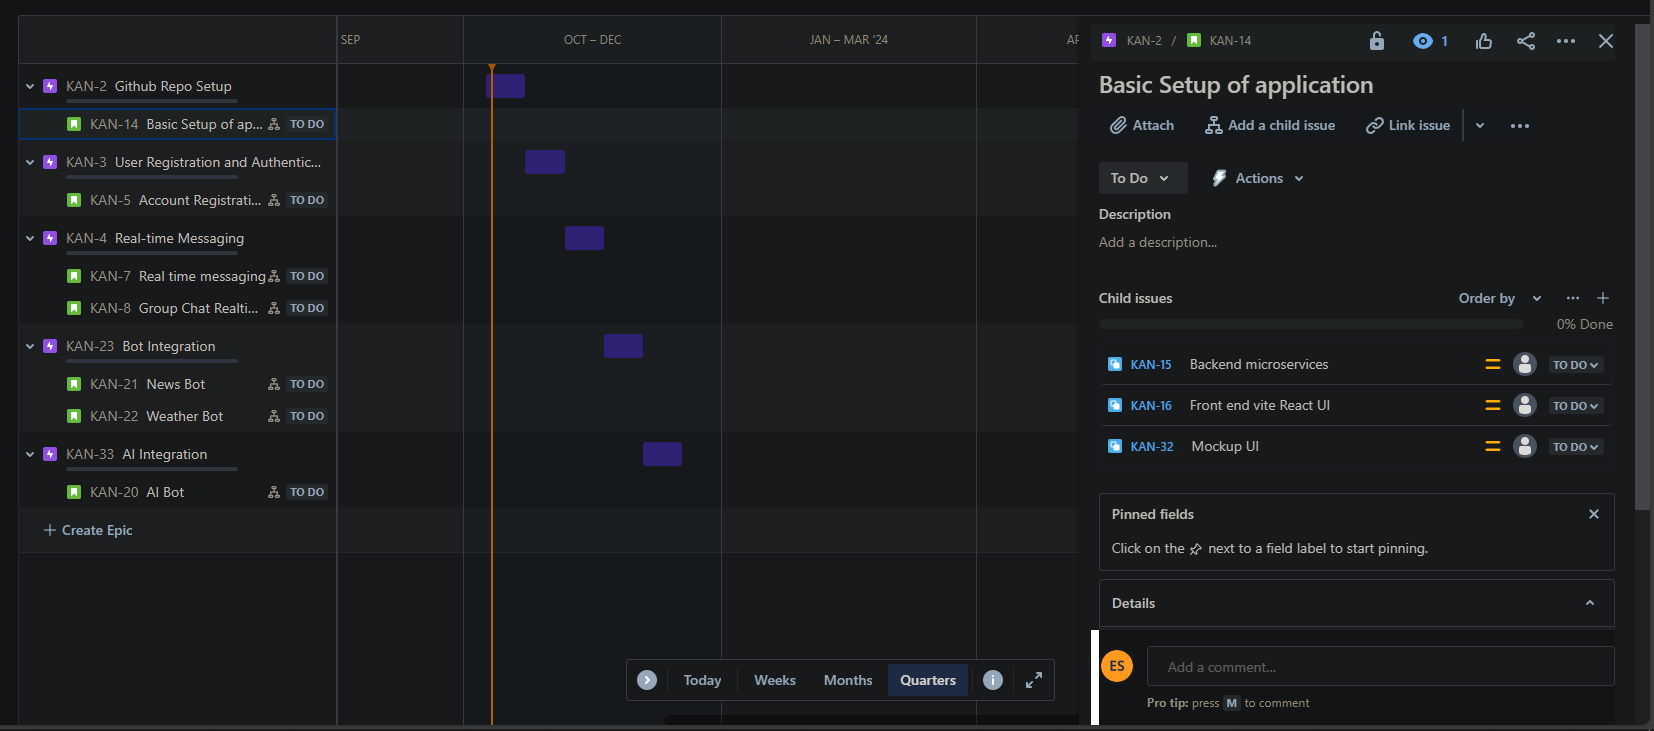 SEP
OCT – DEC
JAN – MAR '24
KAN-2 Github Repo Setup
KAN-14 Basic Setup of ap... TO DO
KAN-3 User Registration and Authentic...
KAN-5 Account Registrati... TO DO
KAN-4 Real-time Messaging
KAN-7 Real time messaging TO DO
KAN-8 Group Chat Realti... TO DO
KAN-23 Bot Integration
KAN-21 News Bot TO DO
KAN-22 Weather Bot TO DO
KAN-33 AI Integration
KAN-20 AI Bot TO DO
+ Create Epic
Today Weeks Months Quarters
KAN-2 / KAN-14
1
Basic Setup of application
Attach Add a child issue Link issue
To Do Actions
Description
Add a description...
Child issues Order by
0% Done
KAN-15 Backend microservices TO DO
KAN-16 Front end vite React UI TO DO
KAN-32 Mockup UI TO DO
Pinned fields
Click on the next to a field label to start pinning.
Details
ES Add a comment...
Pro tip: press M to comment